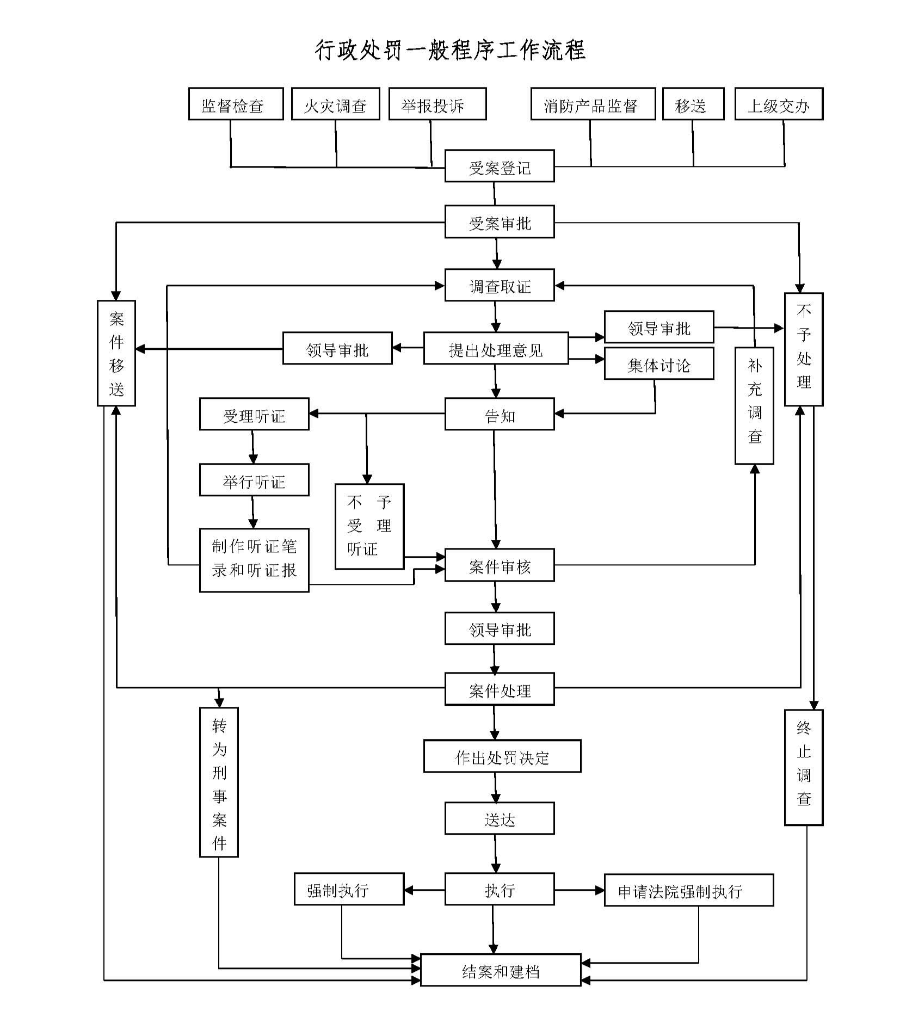 行政处罚一般程序工作流程
监督检查
火灾调查
举报投诉
消防产品监督
移送
上级交办
受案登记
受案审批
调查取证
案件移送
不予处理
领导审批
提出处理意见
领导审批
集体讨论
补充调查
受理听证
告知
举行听证
不予
受理
听证
制作听证笔
录和听证报
案件审核
领导审批
案件处理
转为刑事案件
终止调查
作出处罚决定
送达
强制执行
执行
申请法院强制执行
结案和建档